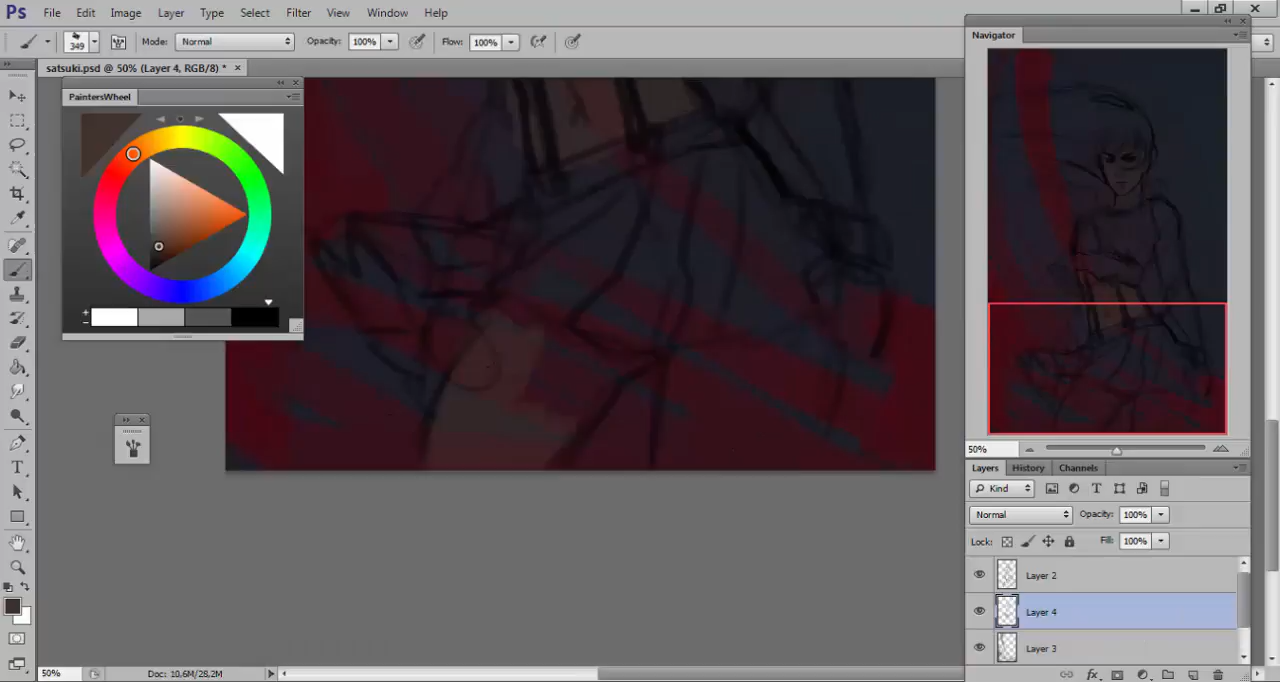 Ps File Edit Image Layer Type Select Filter View Window Help
349 Mode: Normal Opacity: 100% Flow: 100%
satsuki.psd @ 50% (Layer 4, RGB/8) * ×
PaintersWheel
Navigator
50%
Layers History Channels
Kind
Normal Opacity: 100%
Lock: Fill: 100%
Layer 2
Layer 4
Layer 3
50% Doc: 10,6M/28,2M